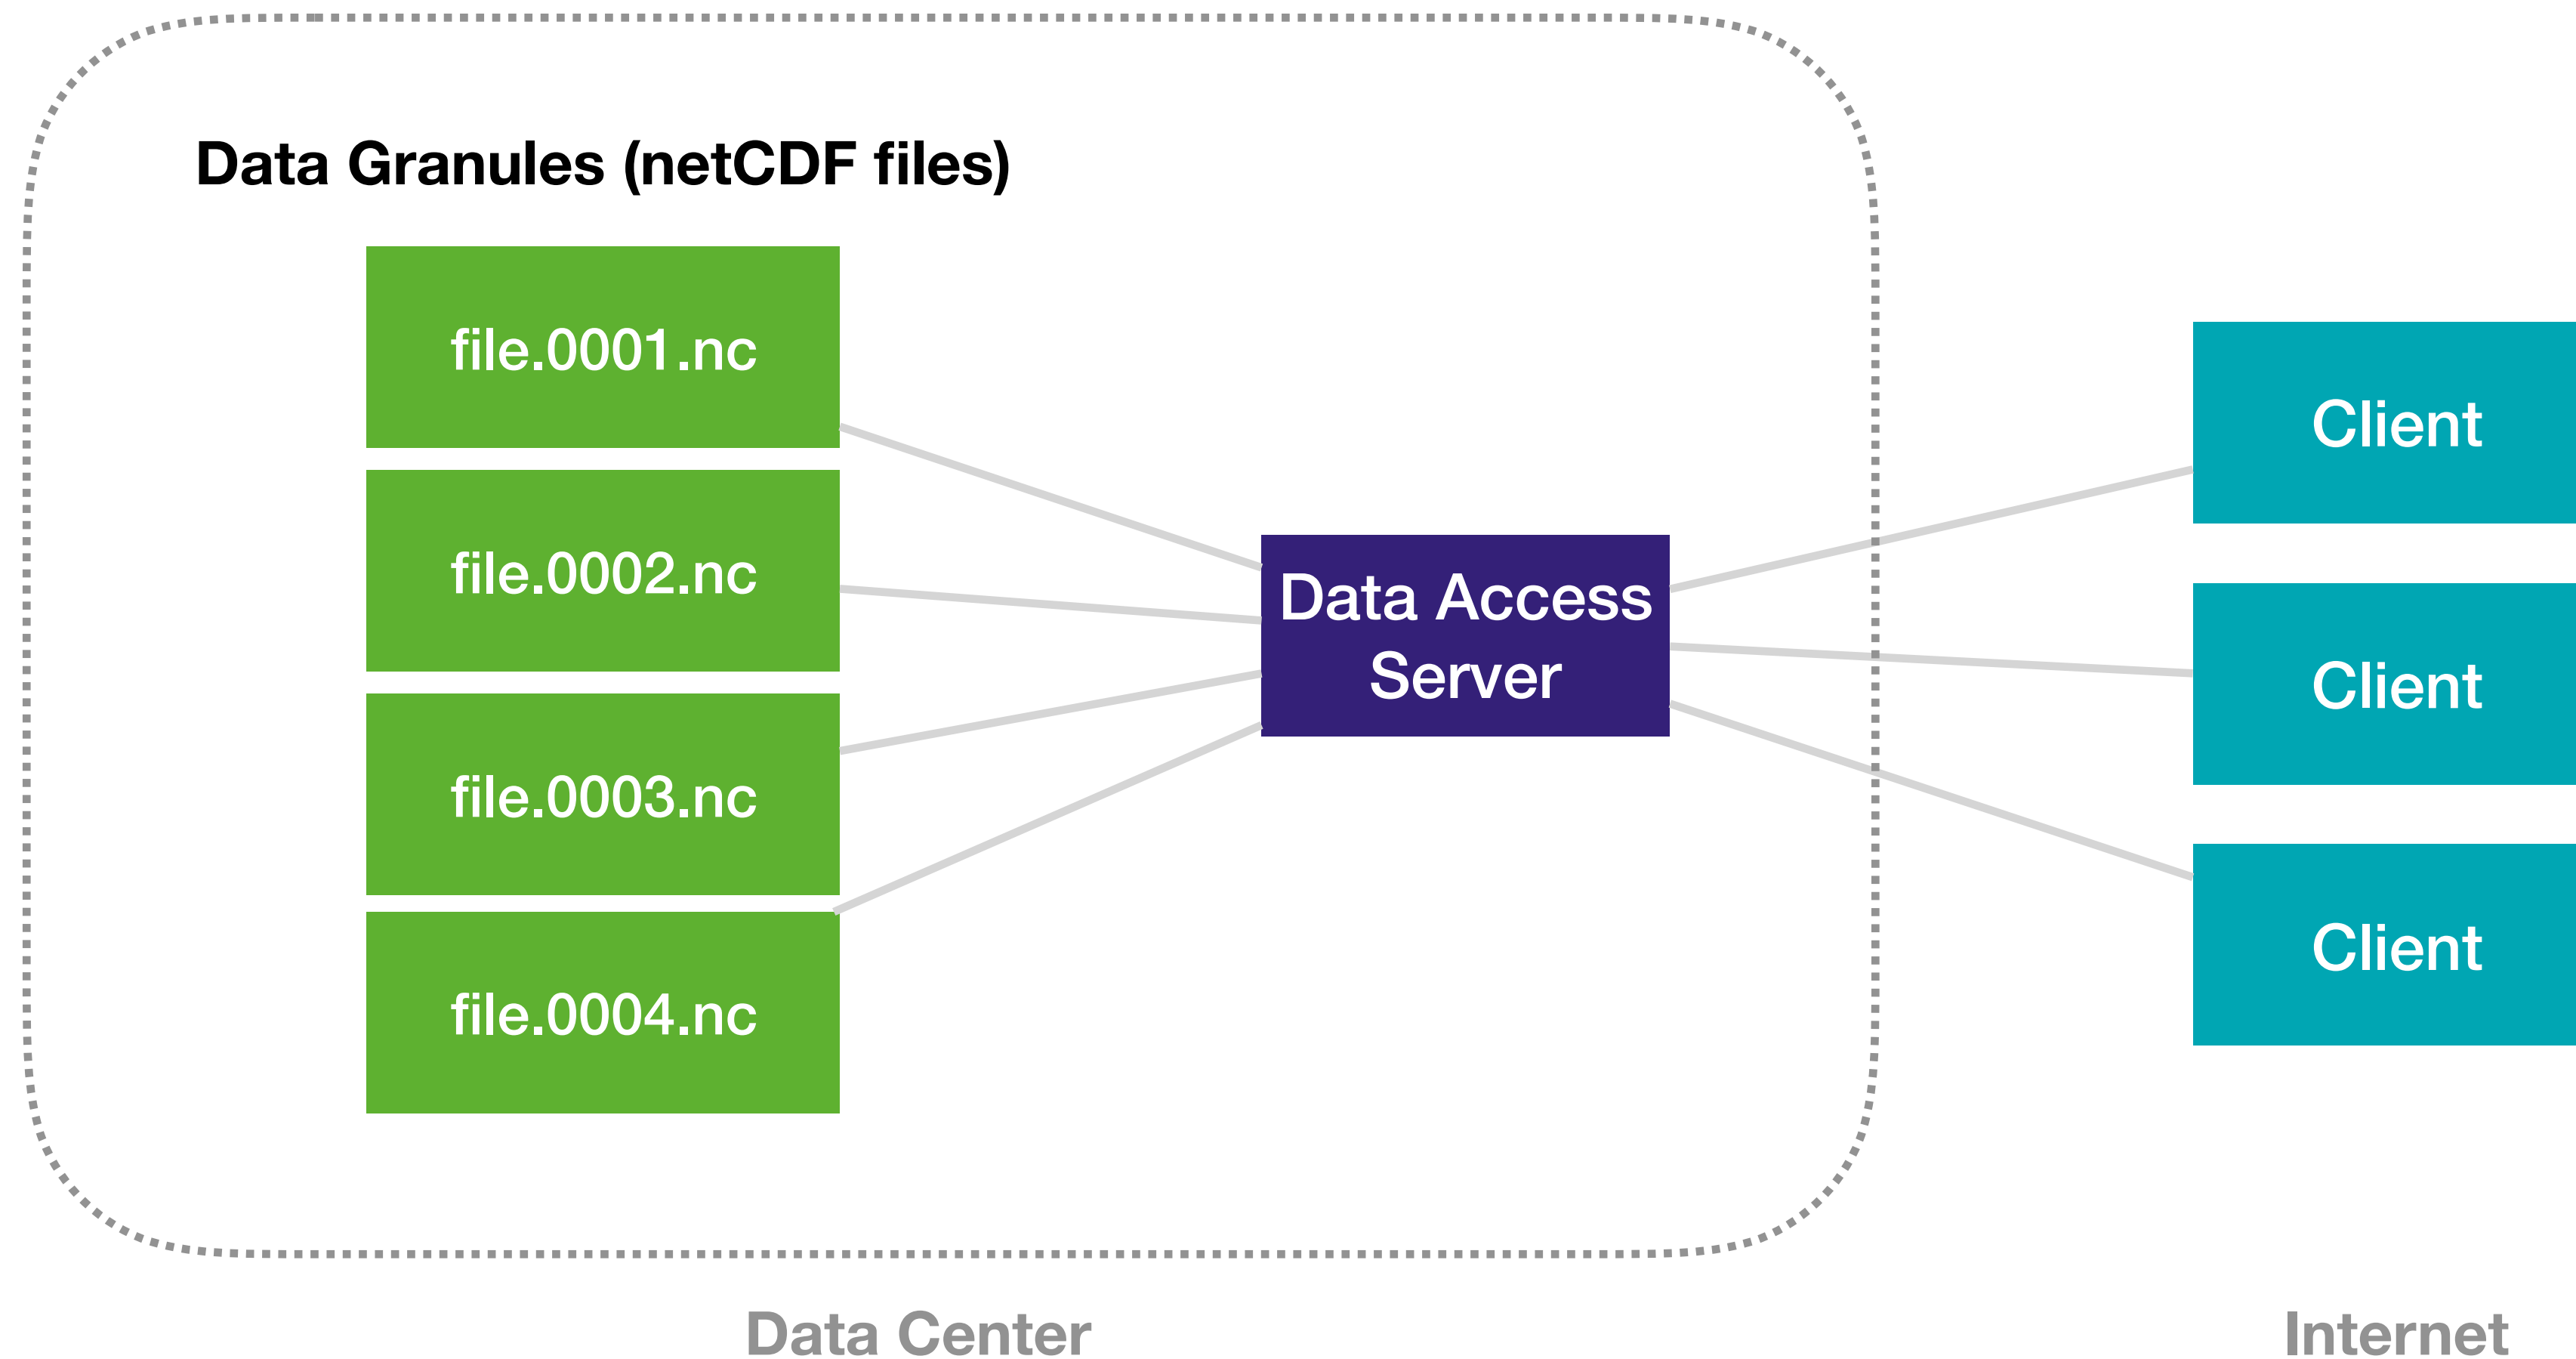 Data Granules (netCDF files)
file.0001.nc
file.0002.nc
file.0003.nc
file.0004.nc
Data Access
Server
Client
Client
Client
Data Center
Internet